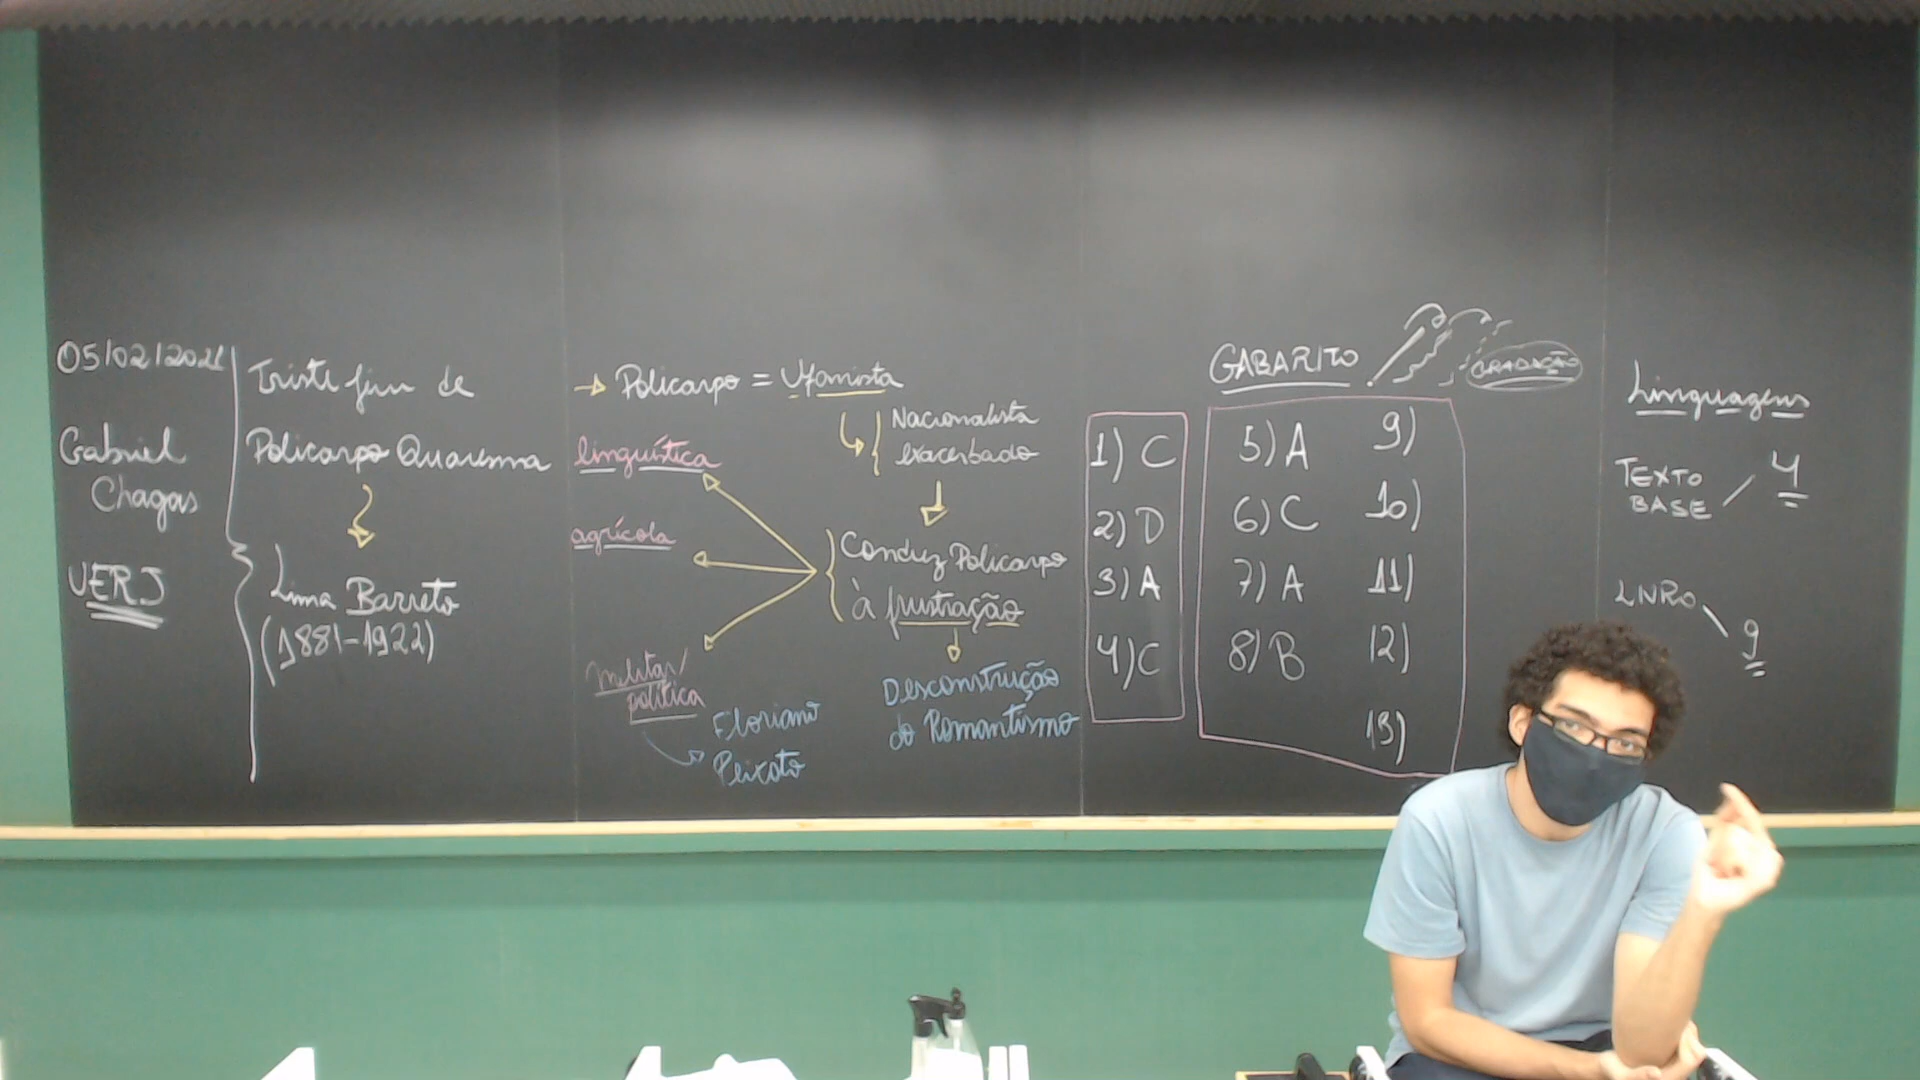 05/02/2021
Gabriel
Chagas
UERJ
Triste fim de
Policarpo Quaresma
Lima Barreto
(1881-1922)
→ Policarpo = Ufanista
Nacionalista
exacerbado
Conduz Policarpo
à frustração
Desconstrução
do Romantismo
linguística
agrícola
militar/
política
Floriano
Peixoto
GABARITO
GRADAÇÃO
1) C
2) D
3) A
4) C
5) A
6) C
7) A
8) B
9)
10)
11)
12)
13)
Linguagens
TEXTO
BASE
4
LIVRO
9